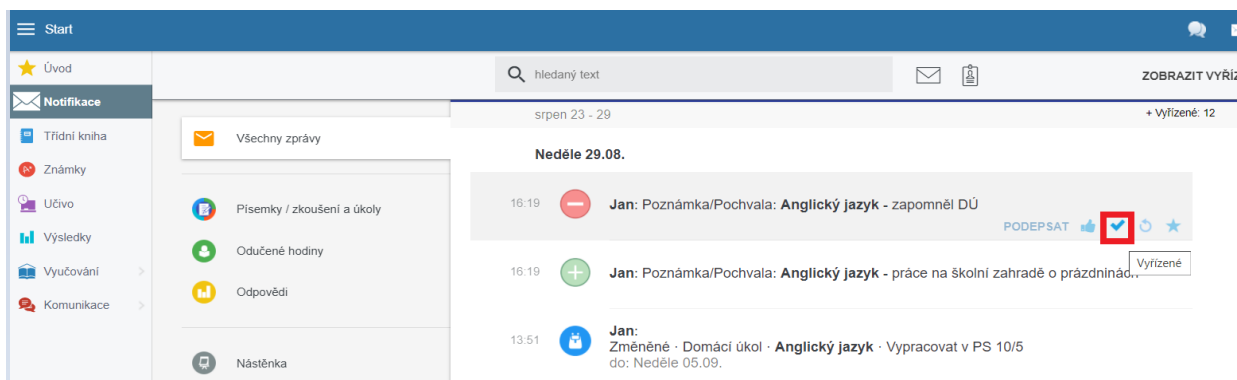 Start
Úvod
Notifikace
Třídní kniha
Známky
Učivo
Výsledky
Vyučování
Komunikace
Všechny zprávy
Písemky / zkoušení a úkoly
Odučené hodiny
Odpovědi
Nástěnka
hledaný text
ZOBRAZIT VYŘÍZ
srpen 23 - 29
+ Vyřízené: 12
Neděle 29.08.
16:19
Jan: Poznámka/Pochvala: Anglický jazyk - zapomněl DÚ
PODEPSAT
Vyřízené
16:19
Jan: Poznámka/Pochvala: Anglický jazyk - práce na školní zahradě o prázdninách
13:51
Jan:
Změněné · Domácí úkol · Anglický jazyk · Vypracovat v PS 10/5
do: Neděle 05.09.